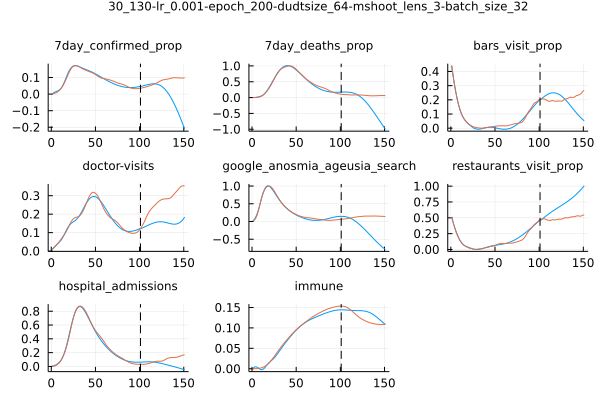 30_130-lr_0.001-epoch_200-dudtsize_64-mshoot_lens_3-batch_size_32
7day_confirmed_prop
0.1
0.0
−0.1
−0.2
0 50 100 150
7day_deaths_prop
1.0
0.5
0.0
−0.5
−1.0
0 50 100 150
bars_visit_prop
0.4
0.3
0.2
0.1
0.0
0 50 100 150
doctor-visits
0.3
0.2
0.1
0.0
0 50 100 150
google_anosmia_ageusia_search
1.0
0.5
0.0
−0.5
0 50 100 150
restaurants_visit_prop
1.00
0.75
0.50
0.25
0.00
0 50 100 150
hospital_admissions
0.8
0.6
0.4
0.2
0.0
0 50 100 150
immune
0.15
0.10
0.05
0.00
0 50 100 150